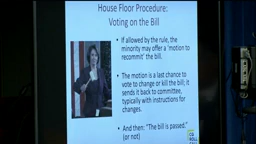 House Floor Procedure:
Voting on the Bill
• If allowed by the rule, the
minority may offer a 'motion to
recommit' the bill.
• The motion is a last chance to
vote to change or kill the bill; it
sends it back to committee,
typically with instructions for
changes.
• And then: "The bill is passed."
(or not)
ROLL